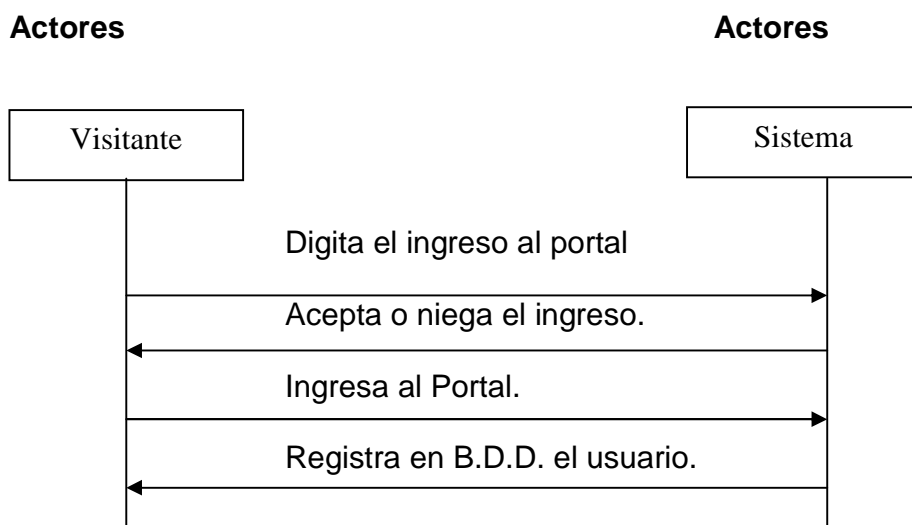 Actores
Actores
Visitante
Sistema
Digita el ingreso al portal
Acepta o niega el ingreso.
Ingresa al Portal.
Registra en B.D.D. el usuario.